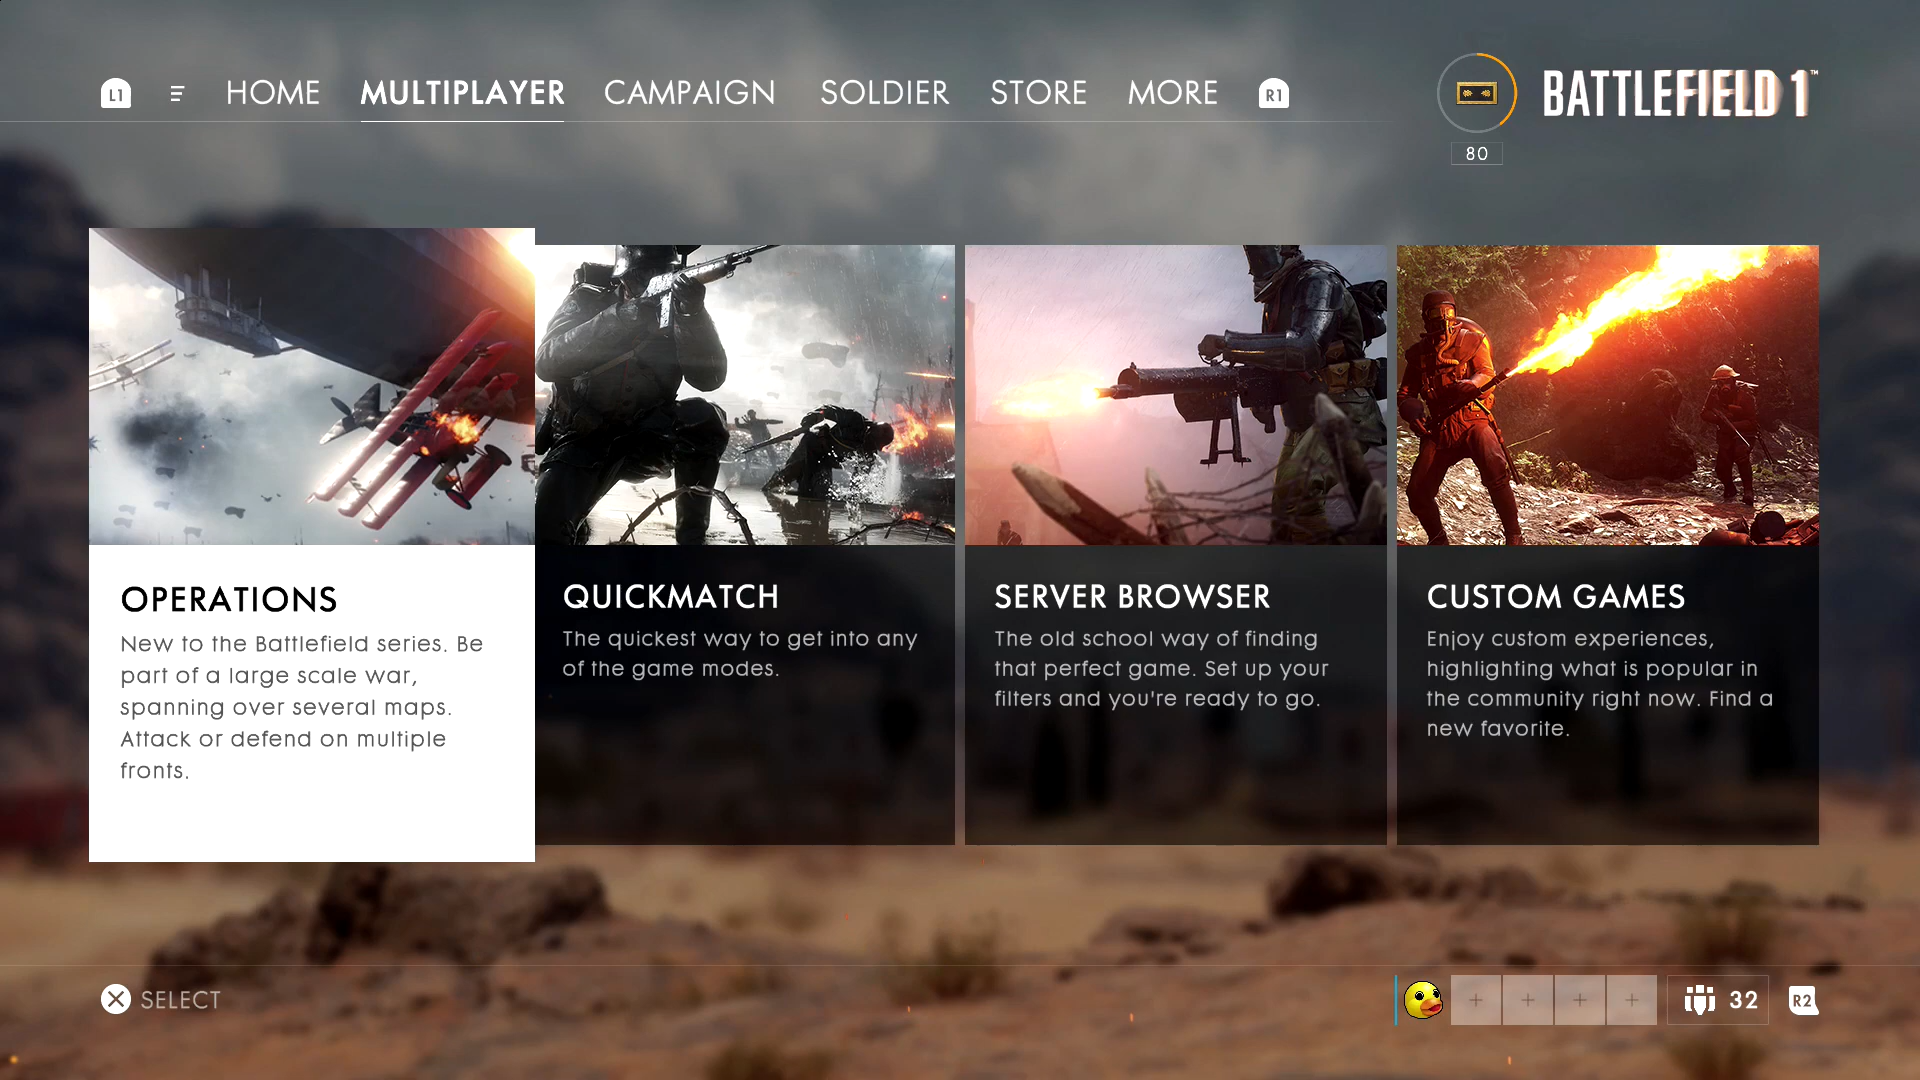 L1 HOME MULTIPLAYER CAMPAIGN SOLDIER STORE MORE R1
BATTLEFIELD 1™
80
OPERATIONS
New to the Battlefield series. Be
part of a large scale war,
spanning over several maps.
Attack or defend on multiple
fronts.
QUICKMATCH
The quickest way to get into any
of the game modes.
SERVER BROWSER
The old school way of finding
that perfect game. Set up your
filters and you're ready to go.
CUSTOM GAMES
Enjoy custom experiences,
highlighting what is popular in
the community right now. Find a
new favorite.
SELECT
32 R2